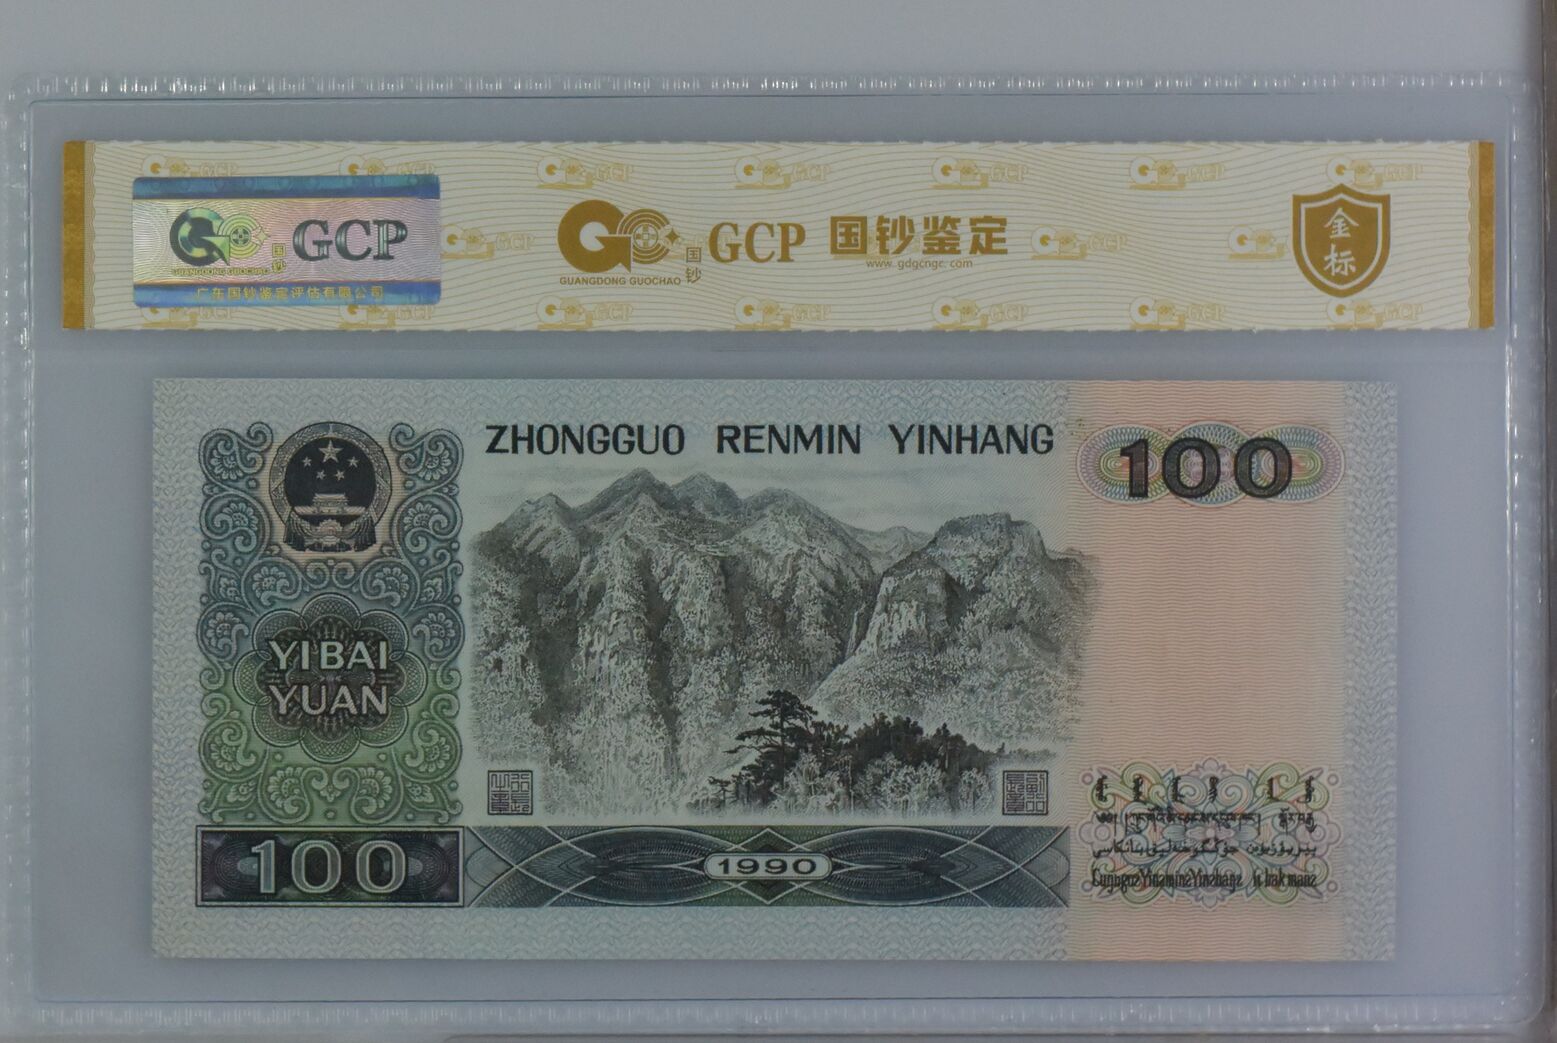 GCP
国钞
GUANGDONG GUOCHAO
广东国钞鉴定评估有限公司
GCP 国钞鉴定
国钞
GUANGDONG GUOCHAO
www.gdgcngc.com
金标
ZHONGGUO RENMIN YINHANG
100
YI BAI
YUAN
100
1990